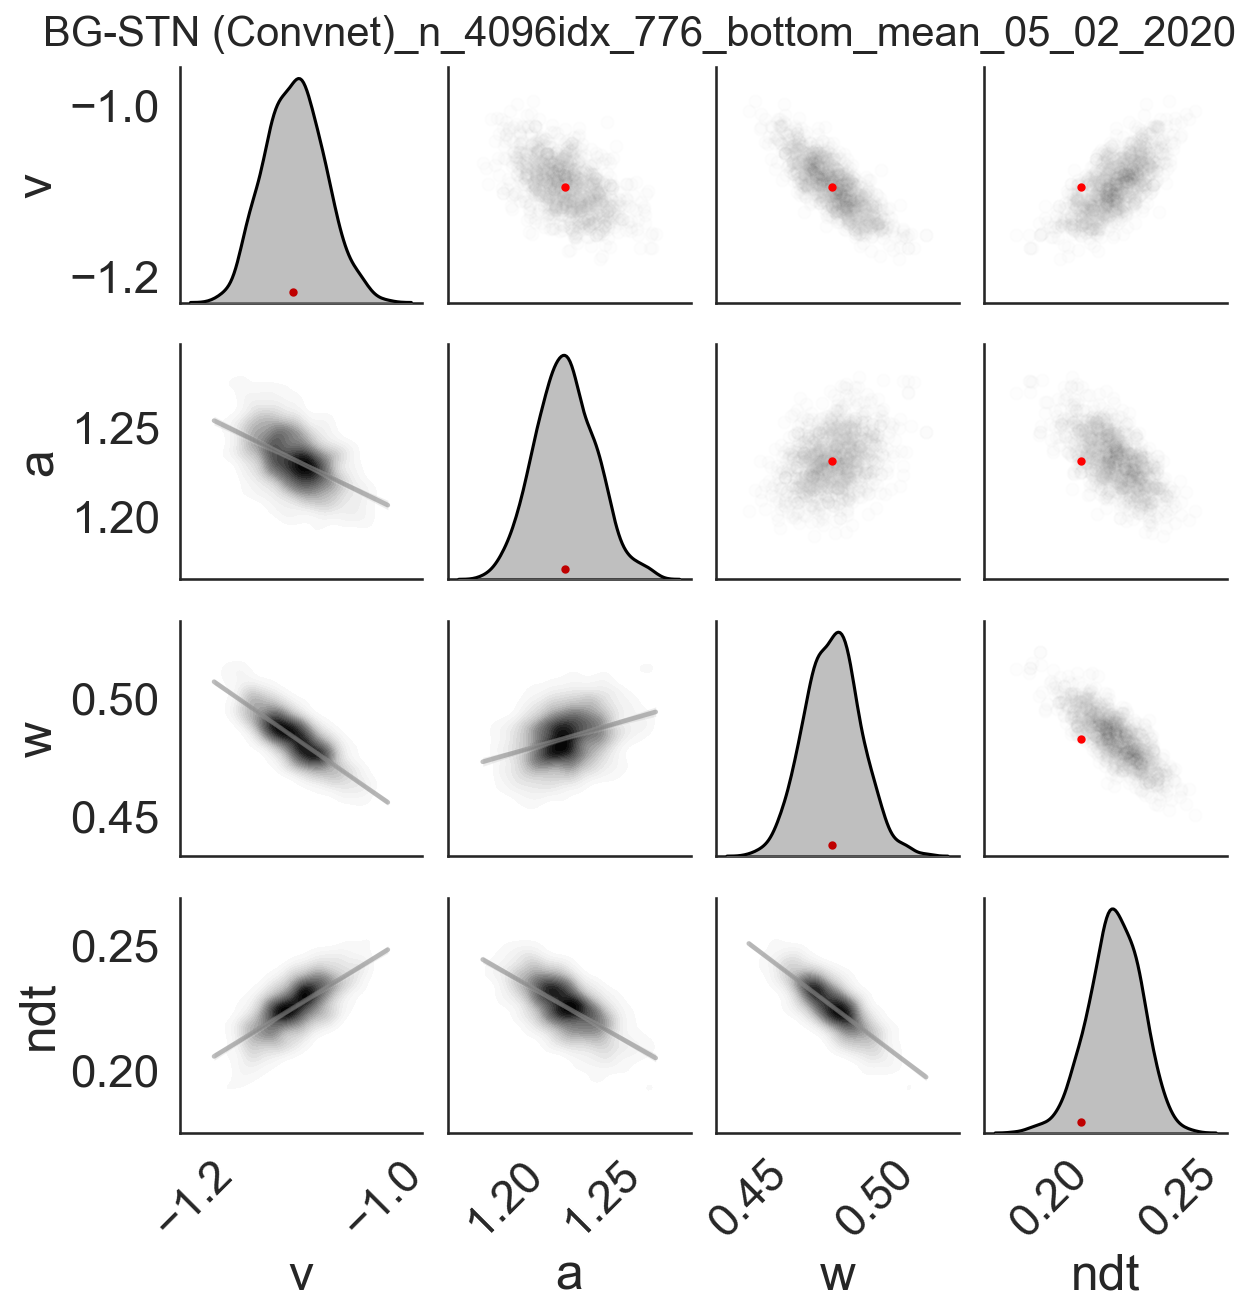 BG-STN (Convnet)_n_4096idx_776_bottom_mean_05_02_2020
−1.0
v
−1.2
1.25
a
1.20
0.50
w
0.45
0.25
ndt
0.20
−1.2 −1.0 1.20 1.25 0.45 0.50 0.20 0.25
v a w ndt